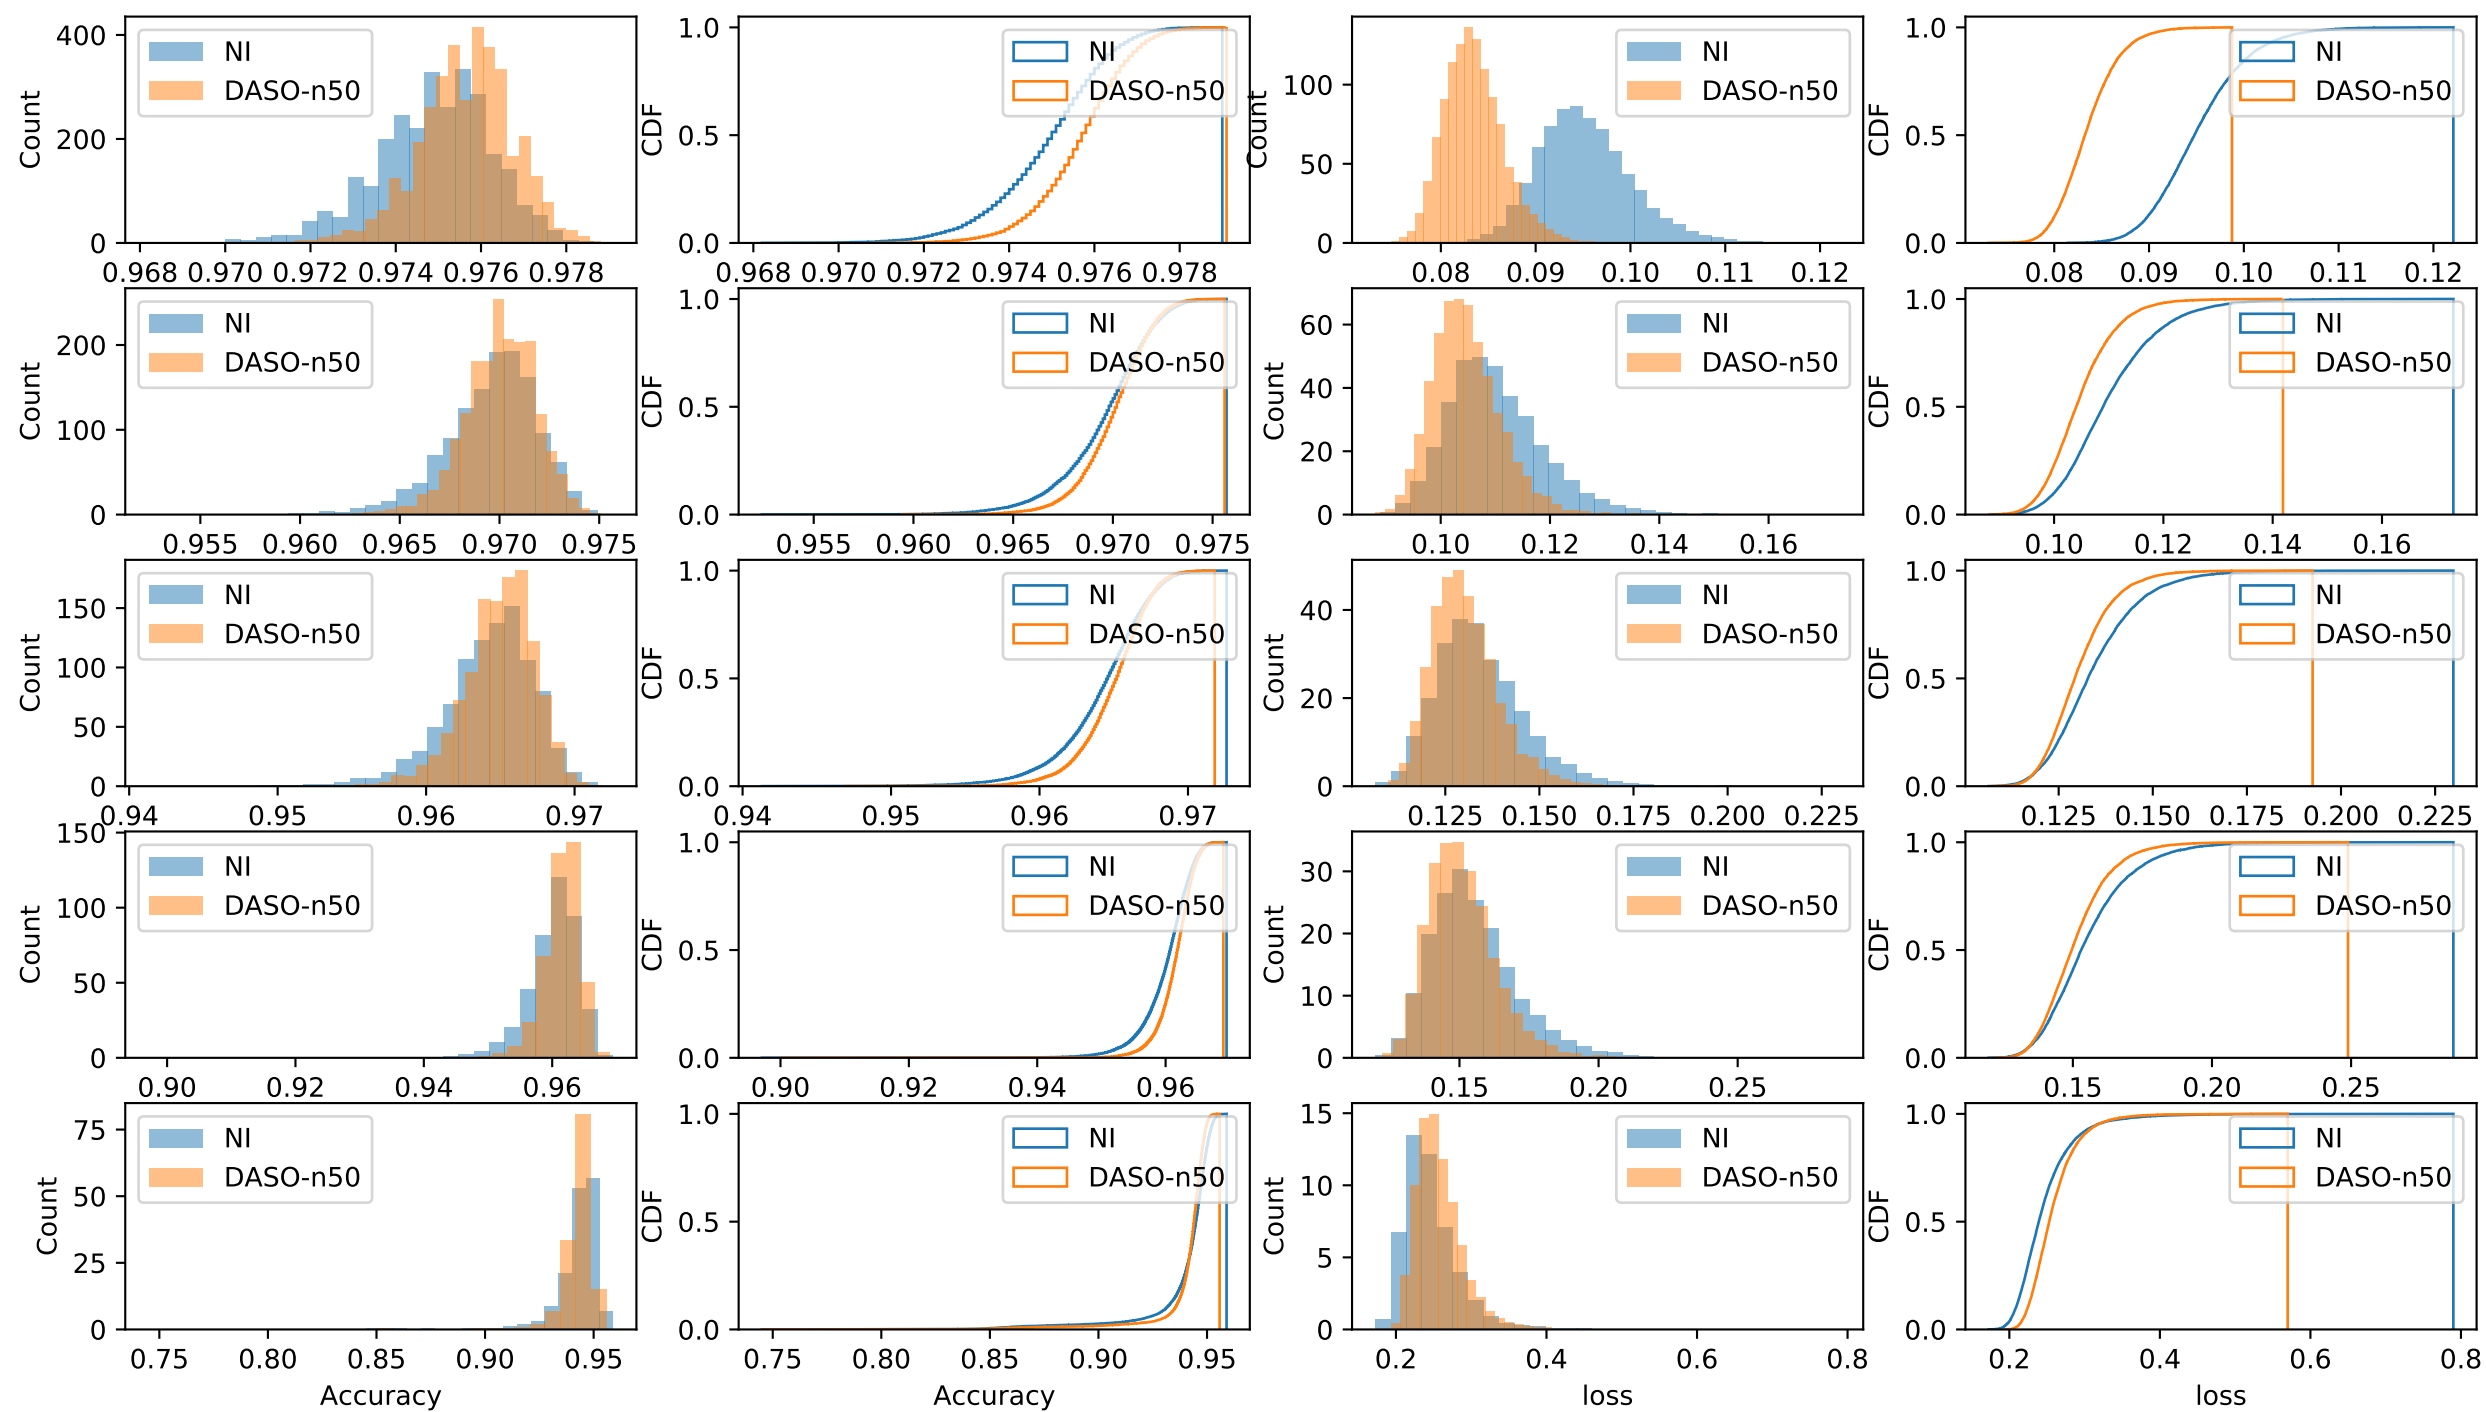 Count
400
200
0
NI
DASO-n50
0.968 0.970 0.972 0.974 0.976 0.978
CDF
1.0
0.5
0.0
NI
DASO-n50
0.968 0.970 0.972 0.974 0.976 0.978
Count
100
50
0
NI
DASO-n50
0.08 0.09 0.10 0.11 0.12
CDF
1.0
0.5
0.0
NI
DASO-n50
0.08 0.09 0.10 0.11 0.12
Count
200
100
0
NI
DASO-n50
0.955 0.960 0.965 0.970 0.975
CDF
1.0
0.5
0.0
NI
DASO-n50
0.955 0.960 0.965 0.970 0.975
Count
60
40
20
0
NI
DASO-n50
0.10 0.12 0.14 0.16
CDF
1.0
0.5
0.0
NI
DASO-n50
0.10 0.12 0.14 0.16
Count
150
100
50
0
NI
DASO-n50
0.94 0.95 0.96 0.97
CDF
1.0
0.5
0.0
NI
DASO-n50
0.94 0.95 0.96 0.97
Count
40
20
0
NI
DASO-n50
0.125 0.150 0.175 0.200 0.225
CDF
1.0
0.5
0.0
NI
DASO-n50
0.125 0.150 0.175 0.200 0.225
Count
150
100
50
0
NI
DASO-n50
0.90 0.92 0.94 0.96
CDF
1.0
0.5
0.0
NI
DASO-n50
0.90 0.92 0.94 0.96
Count
30
20
10
0
NI
DASO-n50
0.15 0.20 0.25
CDF
1.0
0.5
0.0
NI
DASO-n50
0.15 0.20 0.25
Count
75
50
25
0
NI
DASO-n50
0.75 0.80 0.85 0.90 0.95
Accuracy
CDF
1.0
0.5
0.0
NI
DASO-n50
0.75 0.80 0.85 0.90 0.95
Accuracy
Count
15
10
5
0
NI
DASO-n50
0.2 0.4 0.6 0.8
loss
CDF
1.0
0.5
0.0
NI
DASO-n50
0.2 0.4 0.6 0.8
loss